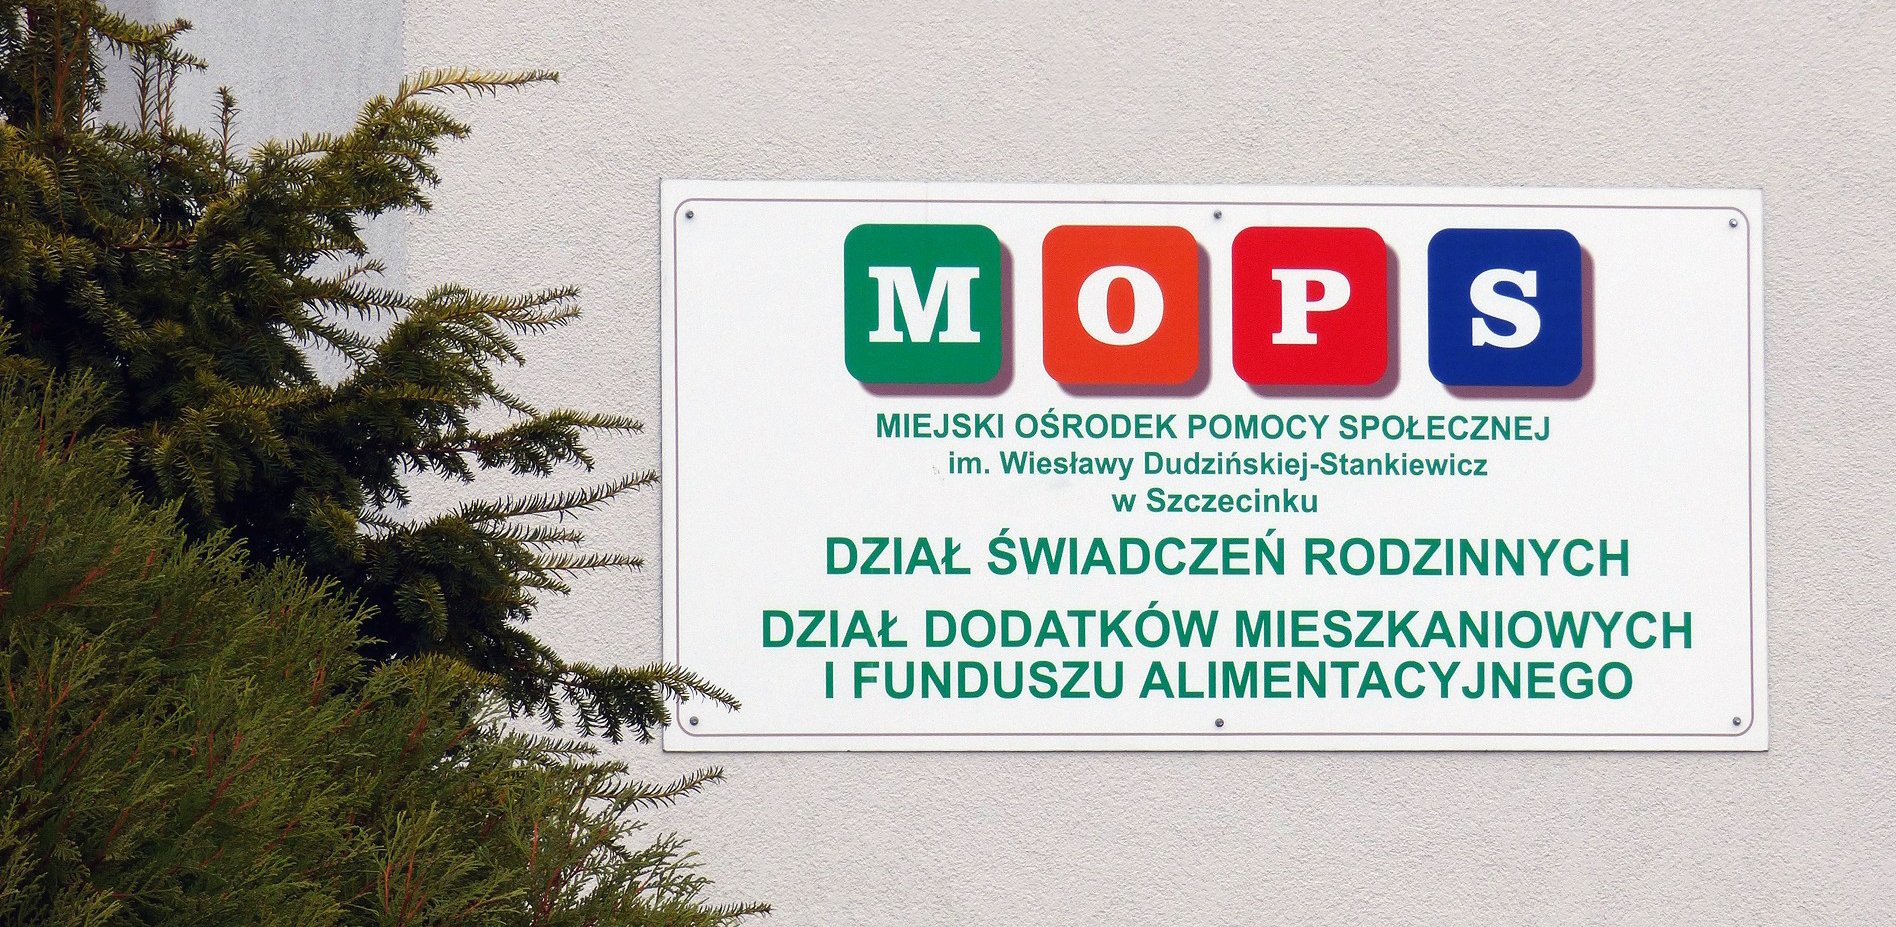 MOPS
MIEJSKI OŚRODEK POMOCY SPOŁECZNEJ
im. Wiesławy Dudzińskiej-Stankiewicz
w Szczecinku
DZIAŁ ŚWIADCZEŃ RODZINNYCH
DZIAŁ DODATKÓW MIESZKANIOWYCH
I FUNDUSZU ALIMENTACYJNEGO